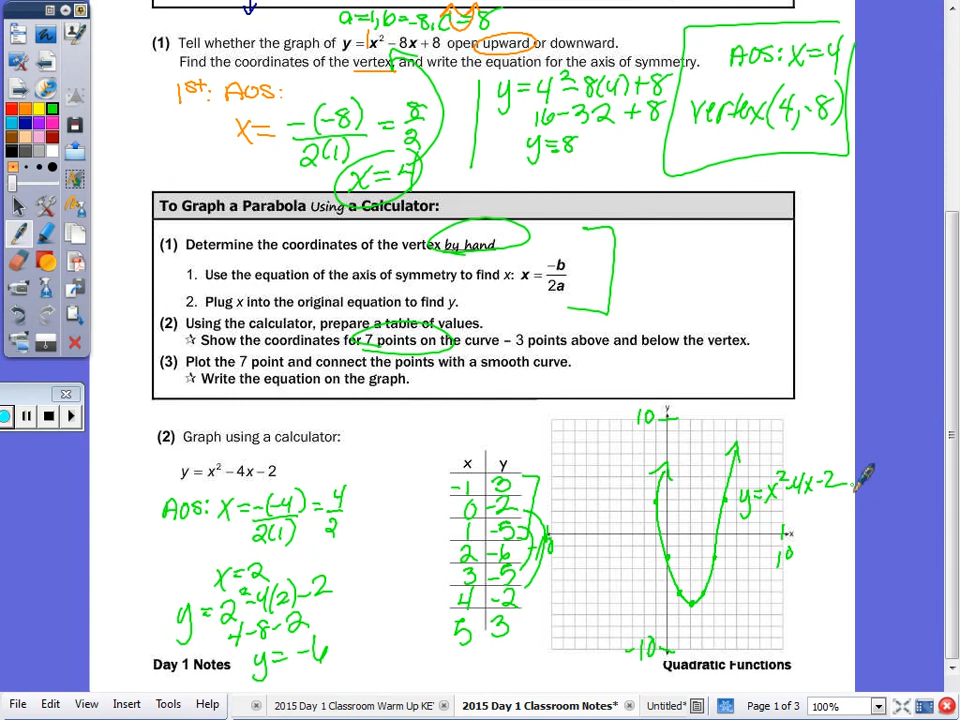 a=1, b=-8, c=8
(1) Tell whether the graph of y = 1x² − 8x + 8 open upward or downward.
Find the coordinates of the vertex, and write the equation for the axis of symmetry.
1st: AOS:
x = -(-8)/2(1) = 8/2
x=4
y=4²-8(4)+8
16-32+8
y=8
AOS: x=4
vertex(4,-8)
To Graph a Parabola Using a Calculator:
(1) Determine the coordinates of the vertex by hand.
1. Use the equation of the axis of symmetry to find x: x = −b/2a
2. Plug x into the original equation to find y.
(2) Using the calculator, prepare a table of values.
☆ Show the coordinates for 7 points on the curve – 3 points above and below the vertex.
(3) Plot the 7 point and connect the points with a smooth curve.
☆ Write the equation on the graph.
(2) Graph using a calculator:
y = x² − 4x − 2
AOS: x = -(-4)/2(1) = 4/2
x=2
y=2²-4(2)-2
4-8-2
y=-6
x y
-1 3
0 -2
1 -5
2 -6
3 -5
4 -2
5 3
y
10
y=x²-4x-2
x
10
-10
-10
Day 1 Notes
Quadratic Functions
File Edit View Insert Tools Help
2015 Day 1 Classroom Warm Up KE
2015 Day 1 Classroom Notes*
Untitled*
Page 1 of 3
100%